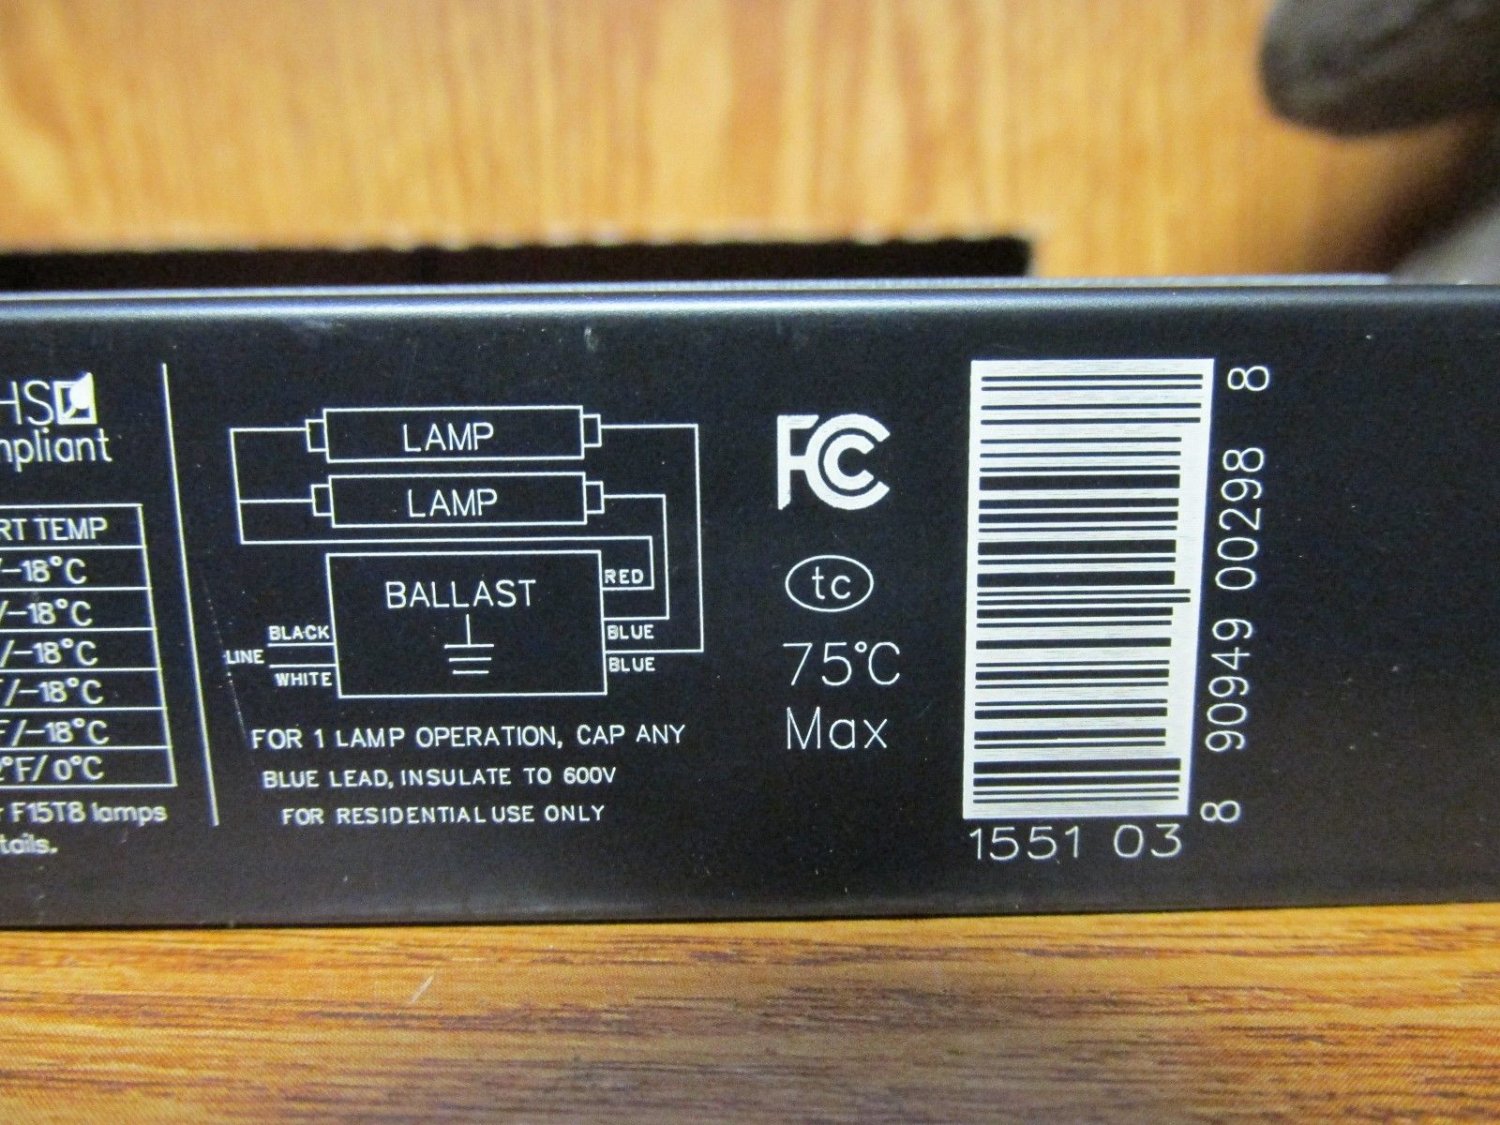 HS
mpliant
RT TEMP
/-18°C
/-18°C
/-18°C
/-18°C
F/-18°C
2°F/0°C
F15T8 lamps
tails.
LAMP
LAMP
BALLAST
RED
BLUE
BLUE
BLACK
LINE
WHITE
FOR 1 LAMP OPERATION, CAP ANY
BLUE LEAD, INSULATE TO 600V
FOR RESIDENTIAL USE ONLY
FC
tc
75°C
Max
8 90949 00298 8
1551 03